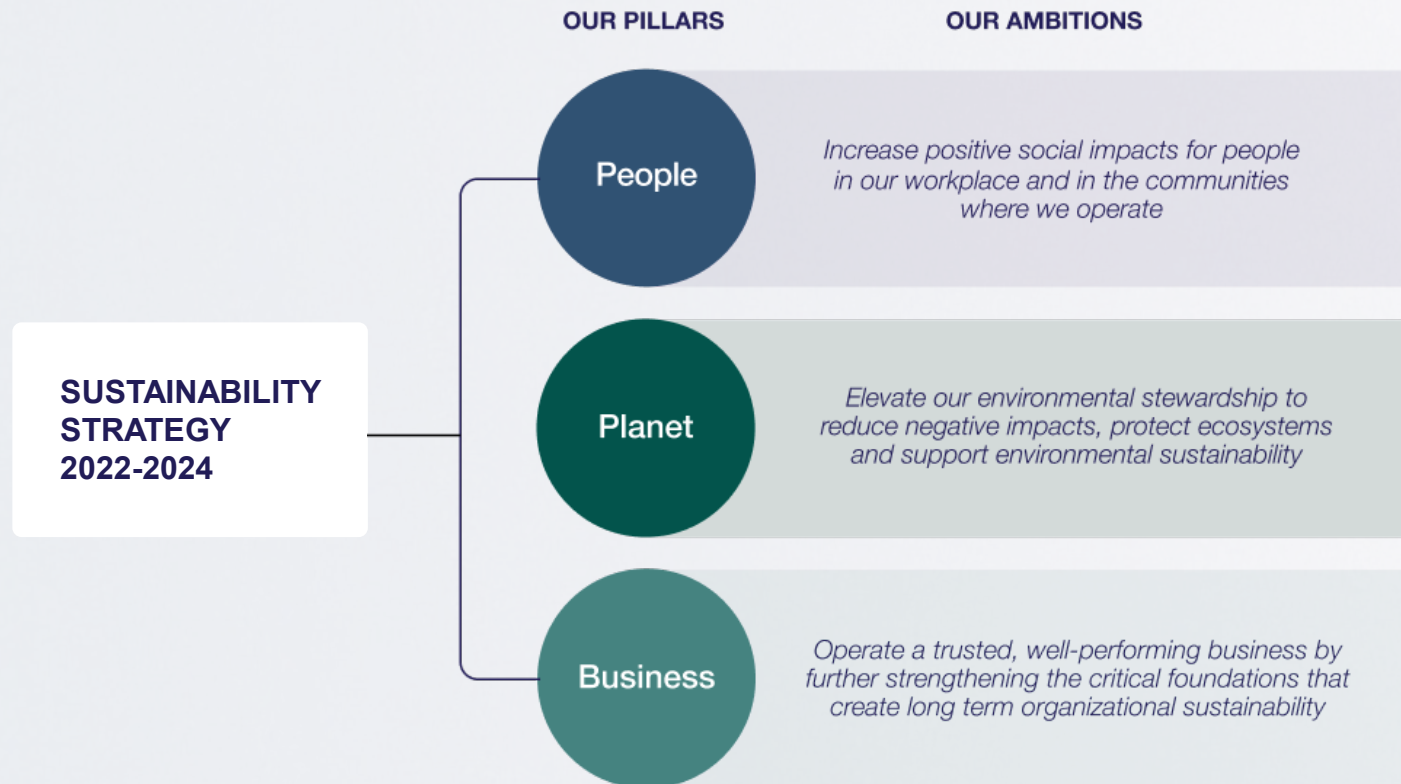 OUR PILLARS
OUR AMBITIONS
People
Increase positive social impacts for people
in our workplace and in the communities
where we operate
SUSTAINABILITY
STRATEGY
2022-2024
Planet
Elevate our environmental stewardship to
reduce negative impacts, protect ecosystems
and support environmental sustainability
Business
Operate a trusted, well-performing business by
further strengthening the critical foundations that
create long term organizational sustainability